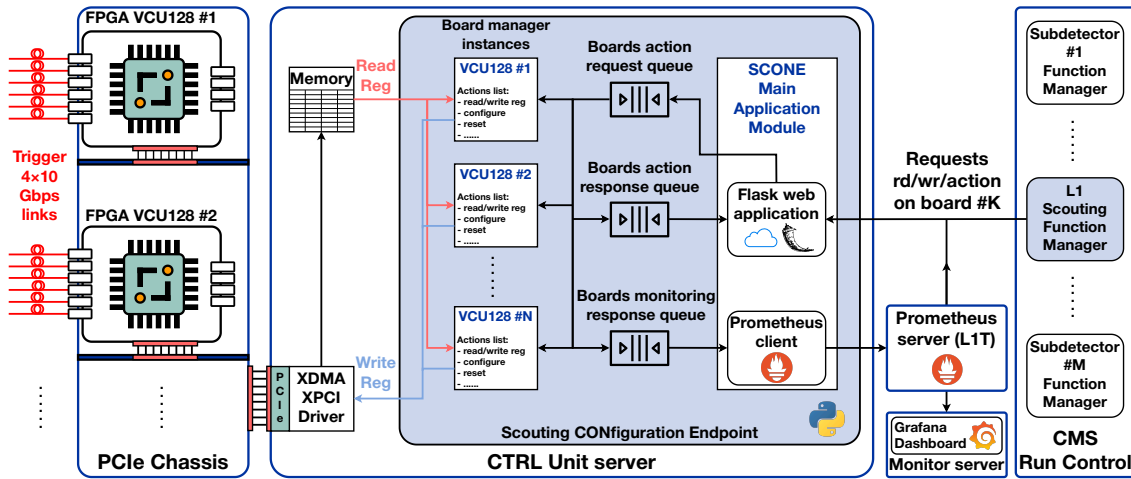 FPGA VCU128 #1
Trigger
4×10
Gbps
links
FPGA VCU128 #2
PCIe Chassis
Memory
Read
Reg
Write
Reg
PCIe
XDMA
XPCI
Driver
CTRL Unit server
Board manager
instances
VCU128 #1
Actions list:
- read/write reg
- configure
- reset
- ......
VCU128 #2
Actions list:
- read/write reg
- configure
- reset
- ......
VCU128 #N
Actions list:
- read/write reg
- configure
- reset
- ......
Boards action
request queue
Boards action
response queue
Boards monitoring
response queue
SCONE
Main
Application
Module
Flask web
application
Prometheus
client
Scouting CONfiguration Endpoint
Requests
rd/wr/action
on board #K
Prometheus
server (L1T)
Grafana
Dashboard
Monitor server
Subdetector
#1
Function
Manager
L1
Scouting
Function
Manager
Subdetector
#M
Function
Manager
CMS
Run Control